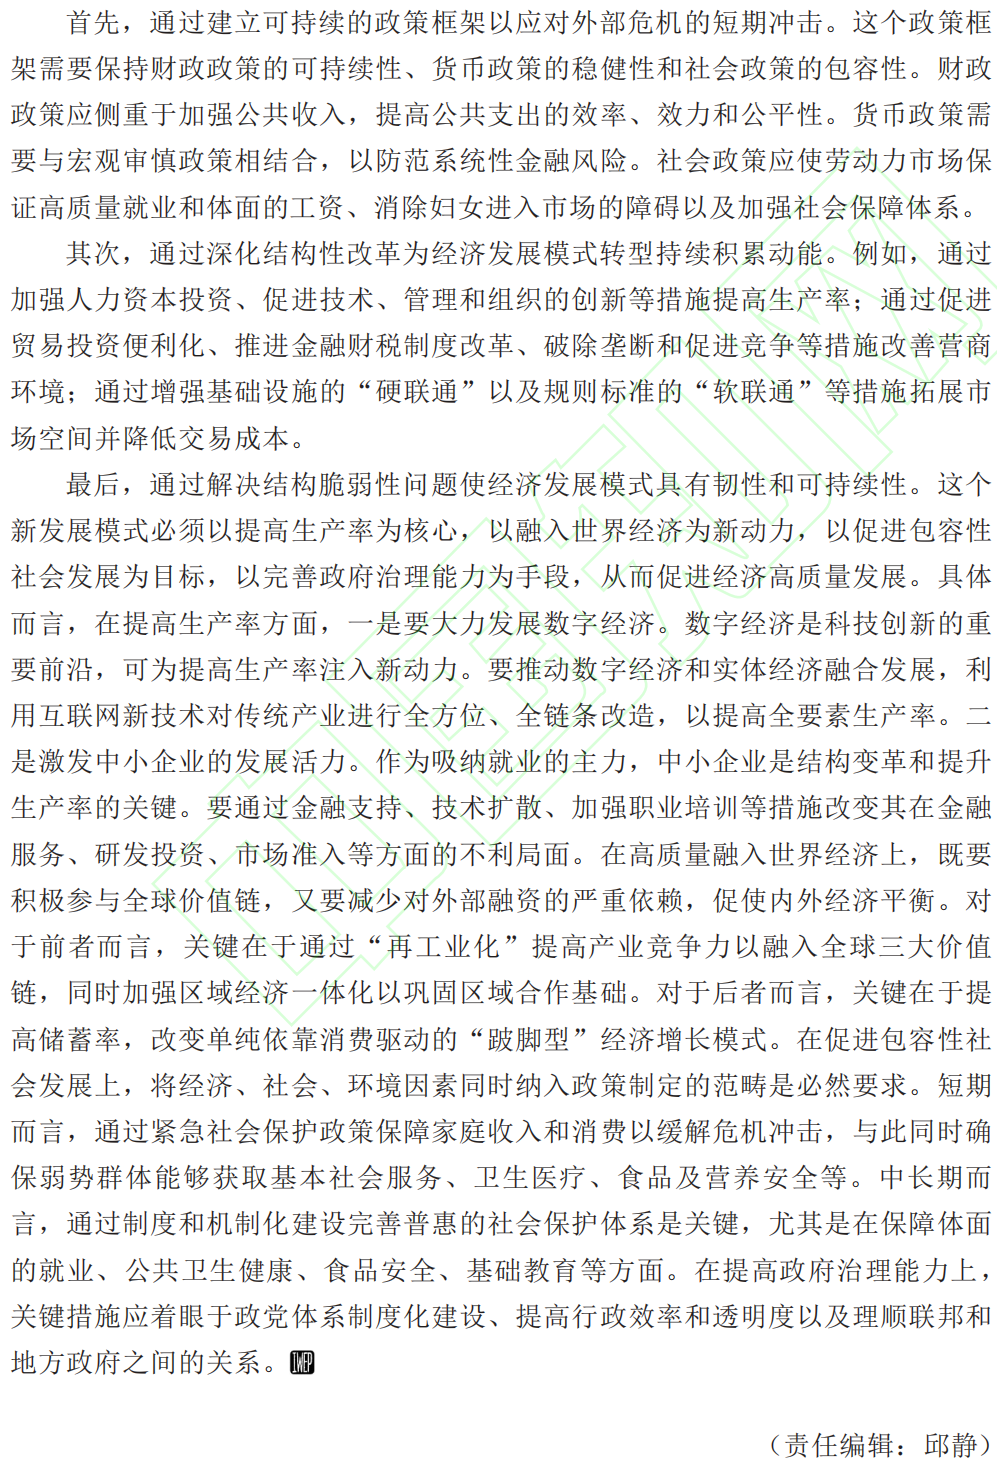 首先，通过建立可持续的政策框架以应对外部危机的短期冲击。这个政策框
架需要保持财政政策的可持续性、货币政策的稳健性和社会政策的包容性。财政
政策应侧重于加强公共收入，提高公共支出的效率、效力和公平性。货币政策需
要与宏观审慎政策相结合，以防范系统性金融风险。社会政策应使劳动力市场保
证高质量就业和体面的工资、消除妇女进入市场的障碍以及加强社会保障体系。
其次，通过深化结构性改革为经济发展模式转型持续积累动能。例如，通过
加强人力资本投资、促进技术、管理和组织的创新等措施提高生产率；通过促进
贸易投资便利化、推进金融财税制度改革、破除垄断和促进竞争等措施改善营商
环境；通过增强基础设施的“硬联通”以及规则标准的“软联通”等措施拓展市
场空间并降低交易成本。
最后，通过解决结构脆弱性问题使经济发展模式具有韧性和可持续性。这个
新发展模式必须以提高生产率为核心，以融入世界经济为新动力，以促进包容性
社会发展为目标，以完善政府治理能力为手段，从而促进经济高质量发展。具体
而言，在提高生产率方面，一是要大力发展数字经济。数字经济是科技创新的重
要前沿，可为提高生产率注入新动力。要推动数字经济和实体经济融合发展，利
用互联网新技术对传统产业进行全方位、全链条改造，以提高全要素生产率。二
是激发中小企业的发展活力。作为吸纳就业的主力，中小企业是结构变革和提升
生产率的关键。要通过金融支持、技术扩散、加强职业培训等措施改变其在金融
服务、研发投资、市场准入等方面的不利局面。在高质量融入世界经济上，既要
积极参与全球价值链，又要减少对外部融资的严重依赖，促使内外经济平衡。对
于前者而言，关键在于通过“再工业化”提高产业竞争力以融入全球三大价值
链，同时加强区域经济一体化以巩固区域合作基础。对于后者而言，关键在于提
高储蓄率，改变单纯依靠消费驱动的“跛脚型”经济增长模式。在促进包容性社
会发展上，将经济、社会、环境因素同时纳入政策制定的范畴是必然要求。短期
而言，通过紧急社会保护政策保障家庭收入和消费以缓解危机冲击，与此同时确
保弱势群体能够获取基本社会服务、卫生医疗、食品及营养安全等。中长期而
言，通过制度和机制化建设完善普惠的社会保护体系是关键，尤其是在保障体面
的就业、公共卫生健康、食品安全、基础教育等方面。在提高政府治理能力上，
关键措施应着眼于政党体系制度化建设、提高行政效率和透明度以及理顺联邦和
地方政府之间的关系。IWEP
（责任编辑：邱静）
中国知网